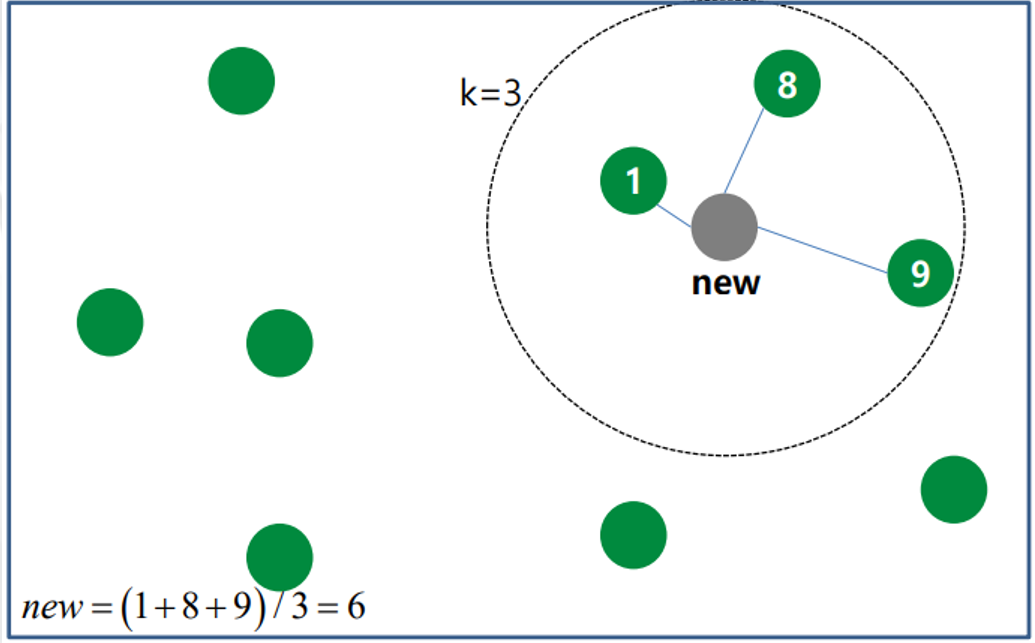 k=3
8
1
9
new
new = (1+8+9)/3 = 6